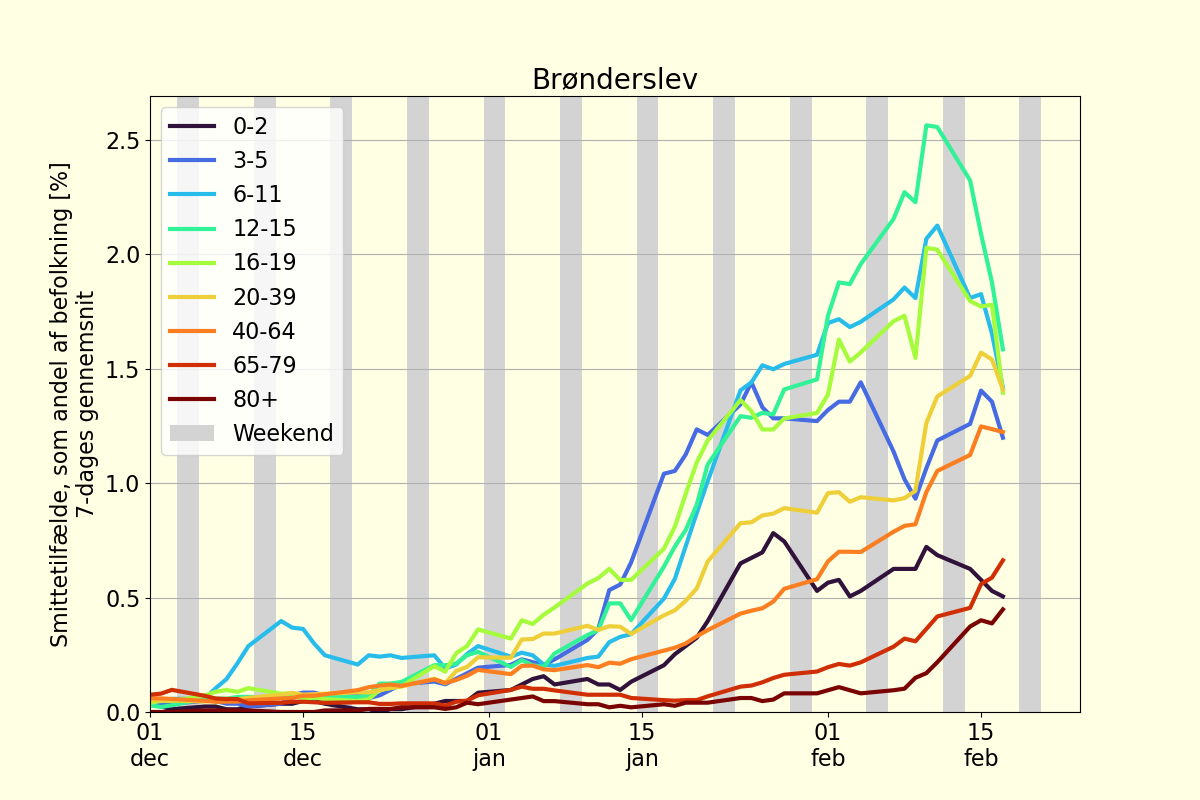 Brønderslev
Smittetilfælde, som andel af befolkning [%]
7-dages gennemsnit
2.5
2.0
1.5
1.0
0.5
0.0
0-2
3-5
6-11
12-15
16-19
20-39
40-64
65-79
80+
Weekend
01 15 01 15 01 15
dec dec jan jan feb feb